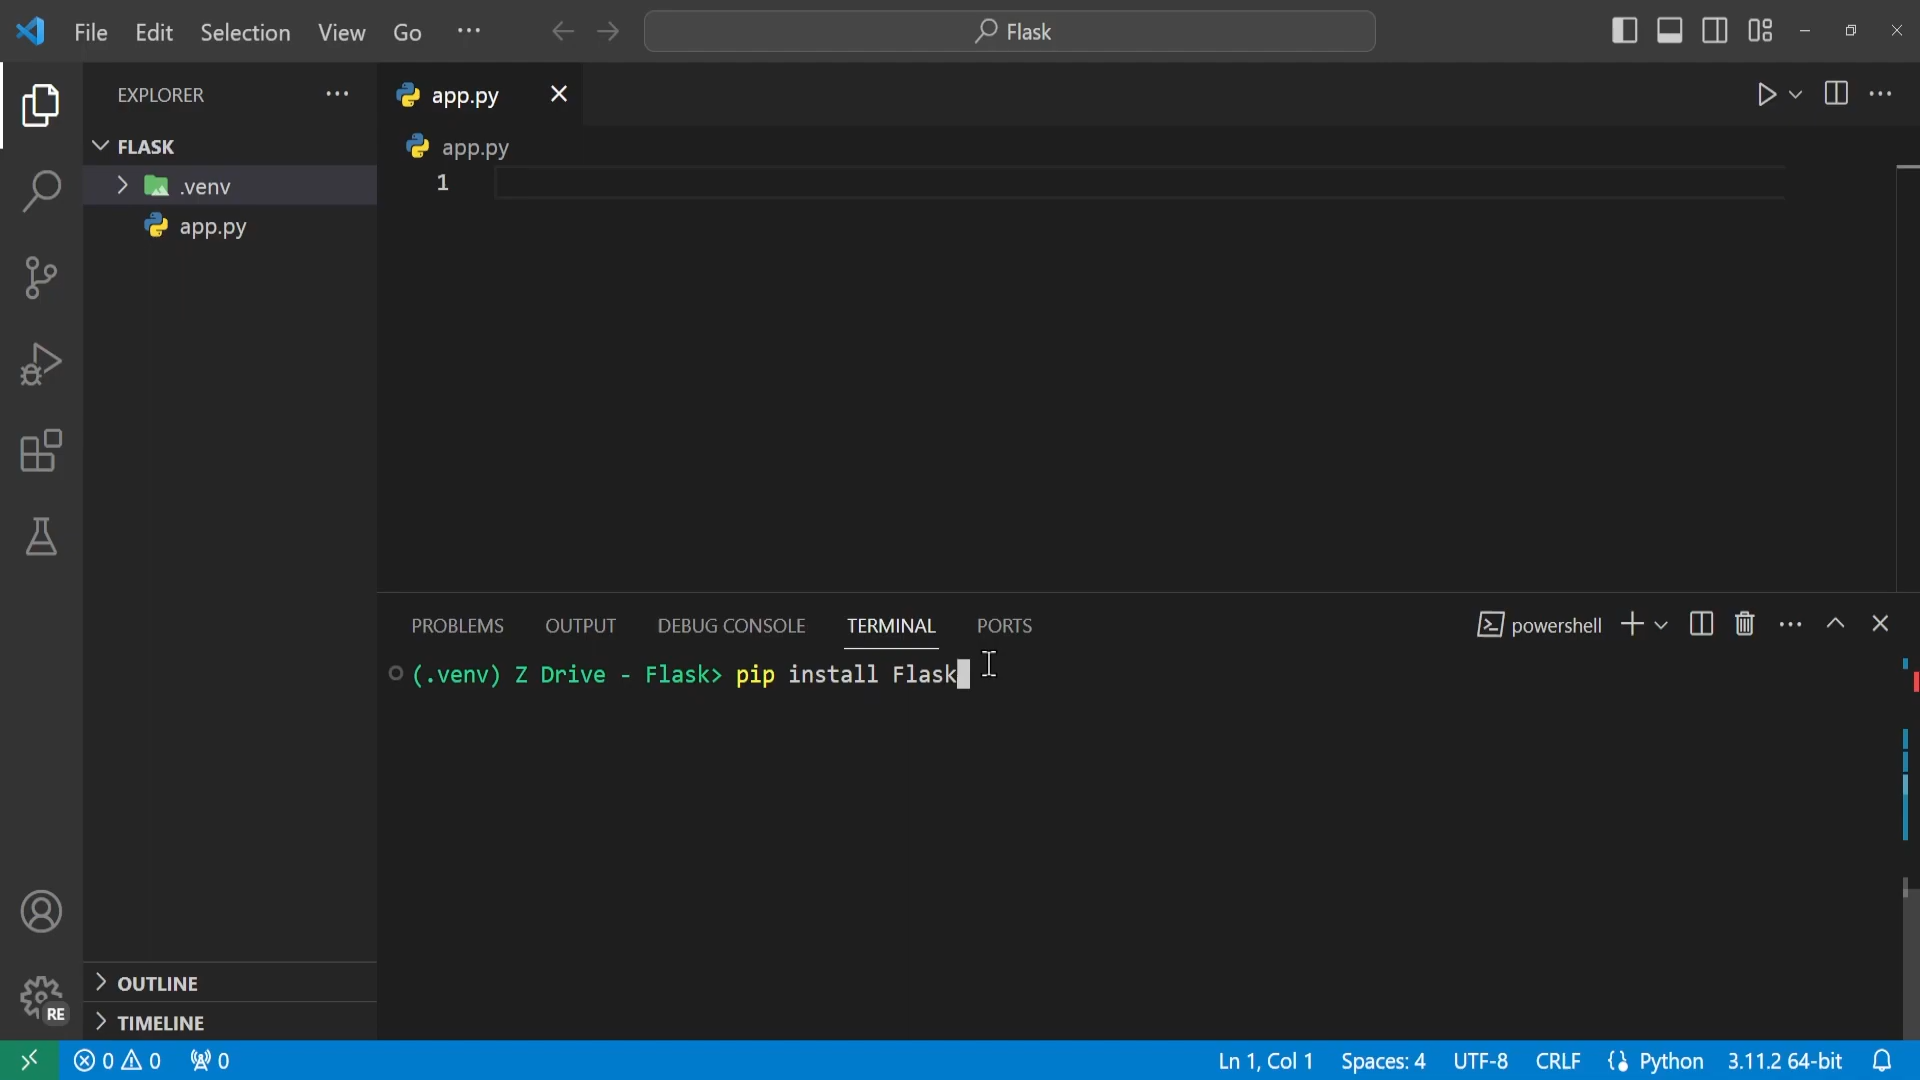 File Edit Selection View Go ...
Flask
EXPLORER ...
app.py
FLASK
app.py
.venv
1
app.py
PROBLEMS OUTPUT DEBUG CONSOLE TERMINAL PORTS
powershell
(.venv) Z Drive - Flask> pip install Flask
OUTLINE
RE
TIMELINE
0 0 0
Ln 1, Col 1 Spaces: 4 UTF-8 CRLF Python 3.11.2 64-bit